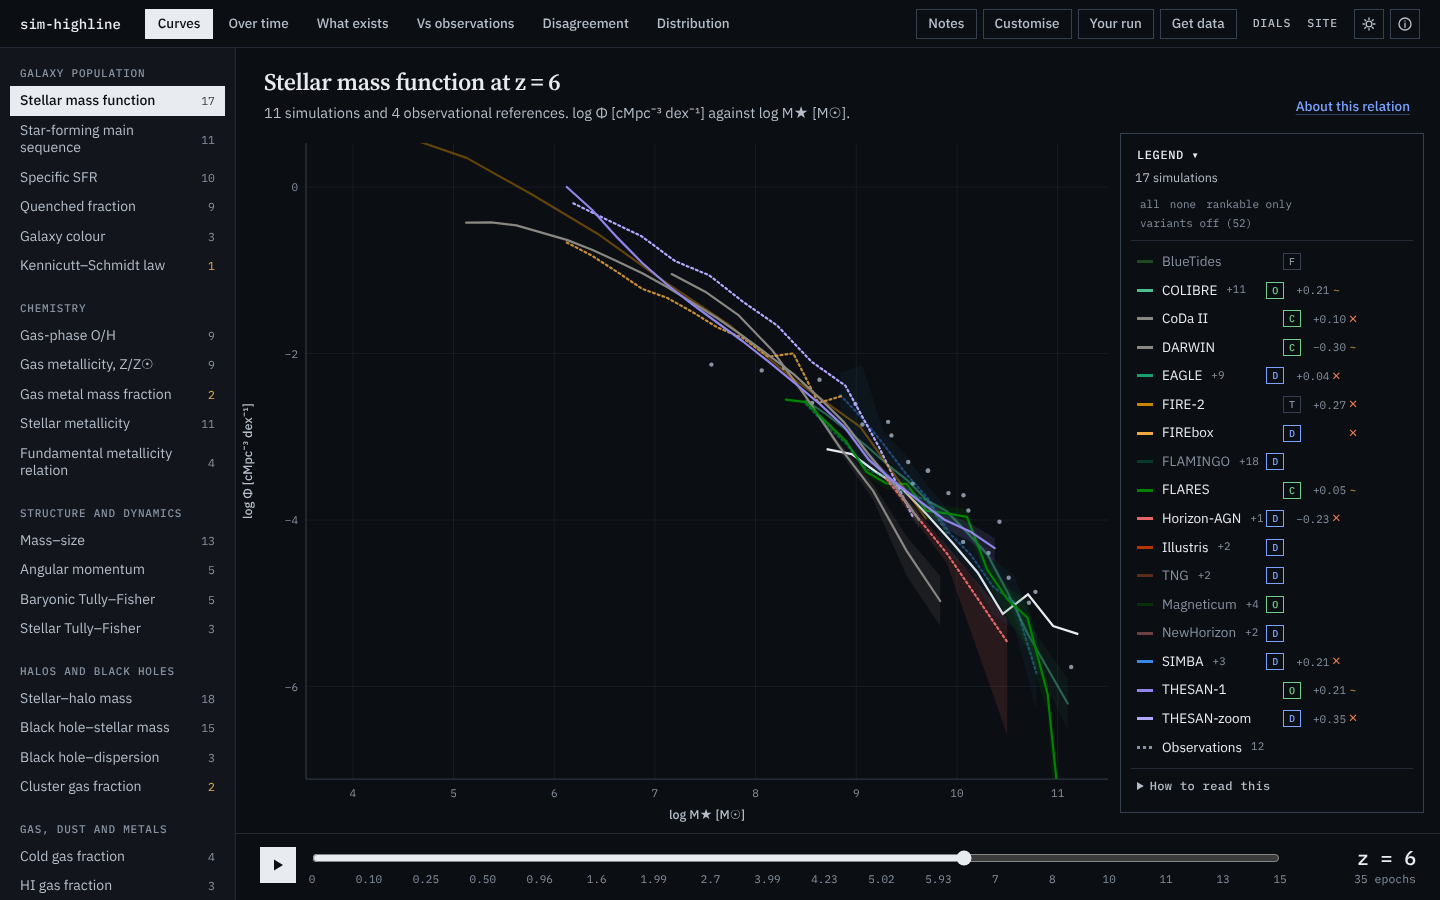 sim-highline
Curves
Over time
What exists
Vs observations
Disagreement
Distribution
Notes
Customise
Your run
Get data
DIALS
SITE
GALAXY POPULATION
Stellar mass function 17
Star-forming main
sequence 11
Specific SFR 10
Quenched fraction 9
Galaxy colour 3
Kennicutt–Schmidt law 1
CHEMISTRY
Gas-phase O/H 9
Gas metallicity, Z/Z☉ 9
Gas metal mass fraction 2
Stellar metallicity 11
Fundamental metallicity
relation 4
STRUCTURE AND DYNAMICS
Mass–size 13
Angular momentum 5
Baryonic Tully–Fisher 5
Stellar Tully–Fisher 3
HALOS AND BLACK HOLES
Stellar–halo mass 18
Black hole–stellar mass 15
Black hole–dispersion 3
Cluster gas fraction 2
GAS, DUST AND METALS
Cold gas fraction 4
HI gas fraction 3
Stellar mass function at z = 6
11 simulations and 4 observational references. log Φ [cMpc⁻³ dex⁻¹] against log M★ [M☉].
About this relation
0
−2
−4
−6
log Φ [cMpc⁻³ dex⁻¹]
4 5 6 7 8 9 10 11
log M★ [M☉]
LEGEND ▾
17 simulations
all none rankable only
variants off (52)
BlueTides F
COLIBRE +11 O +0.21 ~
CoDa II C +0.10 ×
DARWIN C −0.30 ~
EAGLE +9 D +0.04 ×
FIRE-2 T +0.27 ×
FIREbox D ×
FLAMINGO +18 D
FLARES C +0.05 ~
Horizon-AGN +1 D −0.23 ×
Illustris +2 D
TNG +2 D
Magneticum +4 O
NewHorizon +2 D
SIMBA +3 D +0.21 ×
THESAN-1 O +0.21 ~
THESAN-zoom D +0.35 ×
Observations 12
▶ How to read this
0 0.10 0.25 0.50 0.96 1.6 1.99 2.7 3.99 4.23 5.02 5.93 7 8 10 11 13 15
z = 6
35 epochs